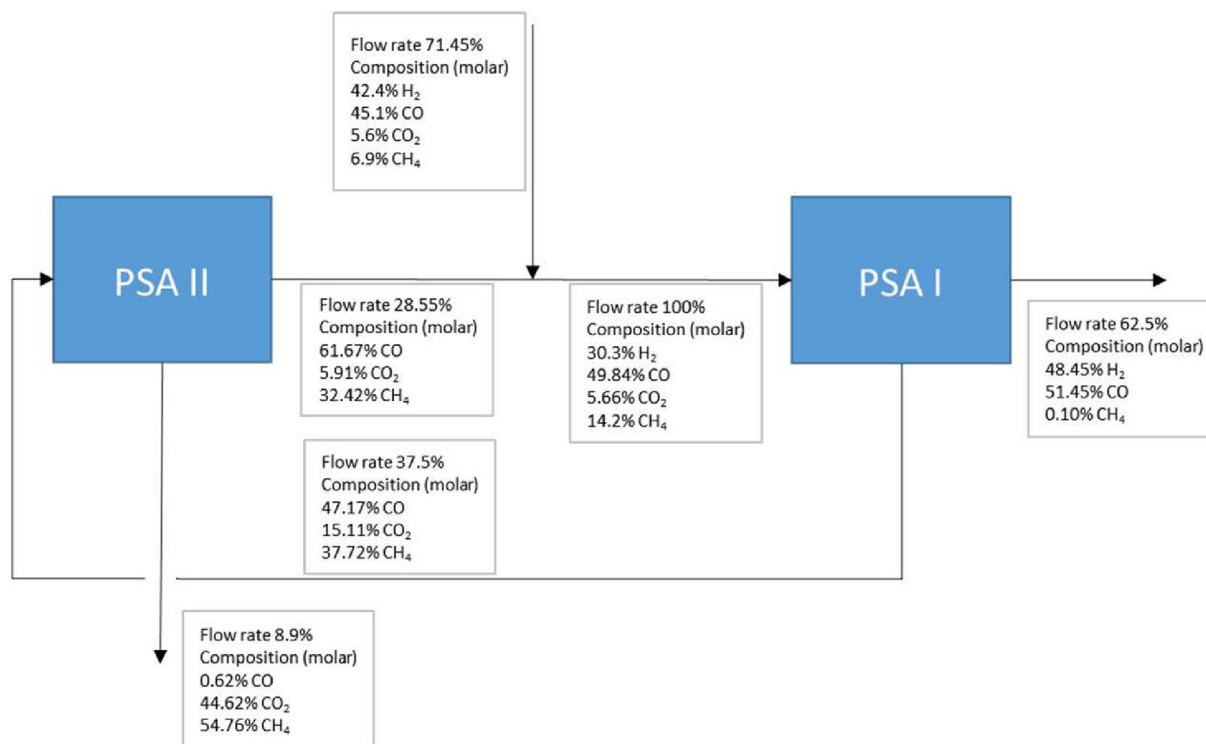 Flow rate 71.45%
Composition (molar)
42.4% H₂
45.1% CO
5.6% CO₂
6.9% CH₄
PSA II
PSA I
Flow rate 28.55%
Composition (molar)
61.67% CO
5.91% CO₂
32.42% CH₄
Flow rate 100%
Composition (molar)
30.3% H₂
49.84% CO
5.66% CO₂
14.2% CH₄
Flow rate 62.5%
Composition (molar)
48.45% H₂
51.45% CO
0.10% CH₄
Flow rate 37.5%
Composition (molar)
47.17% CO
15.11% CO₂
37.72% CH₄
Flow rate 8.9%
Composition (molar)
0.62% CO
44.62% CO₂
54.76% CH₄